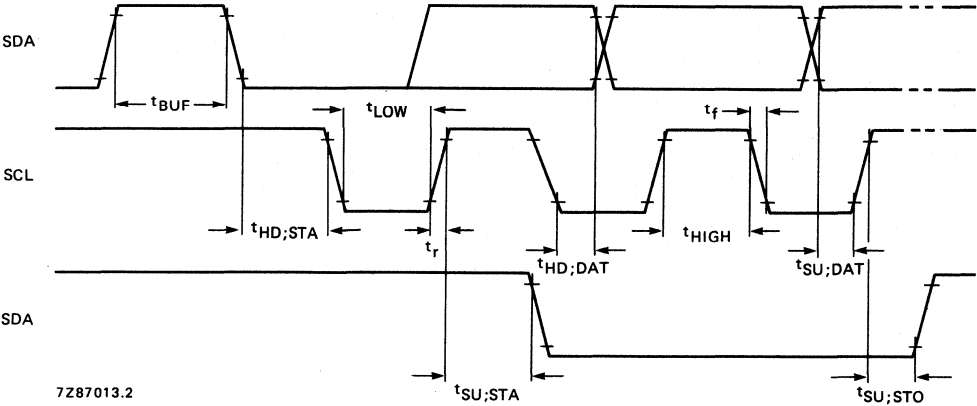 SDA
tBUF
tLOW
tf
SCL
tHD;STA
tr
tHD;DAT
tHIGH
tSU;DAT
SDA
tSU;STA
tSU;STO
7Z87013.2